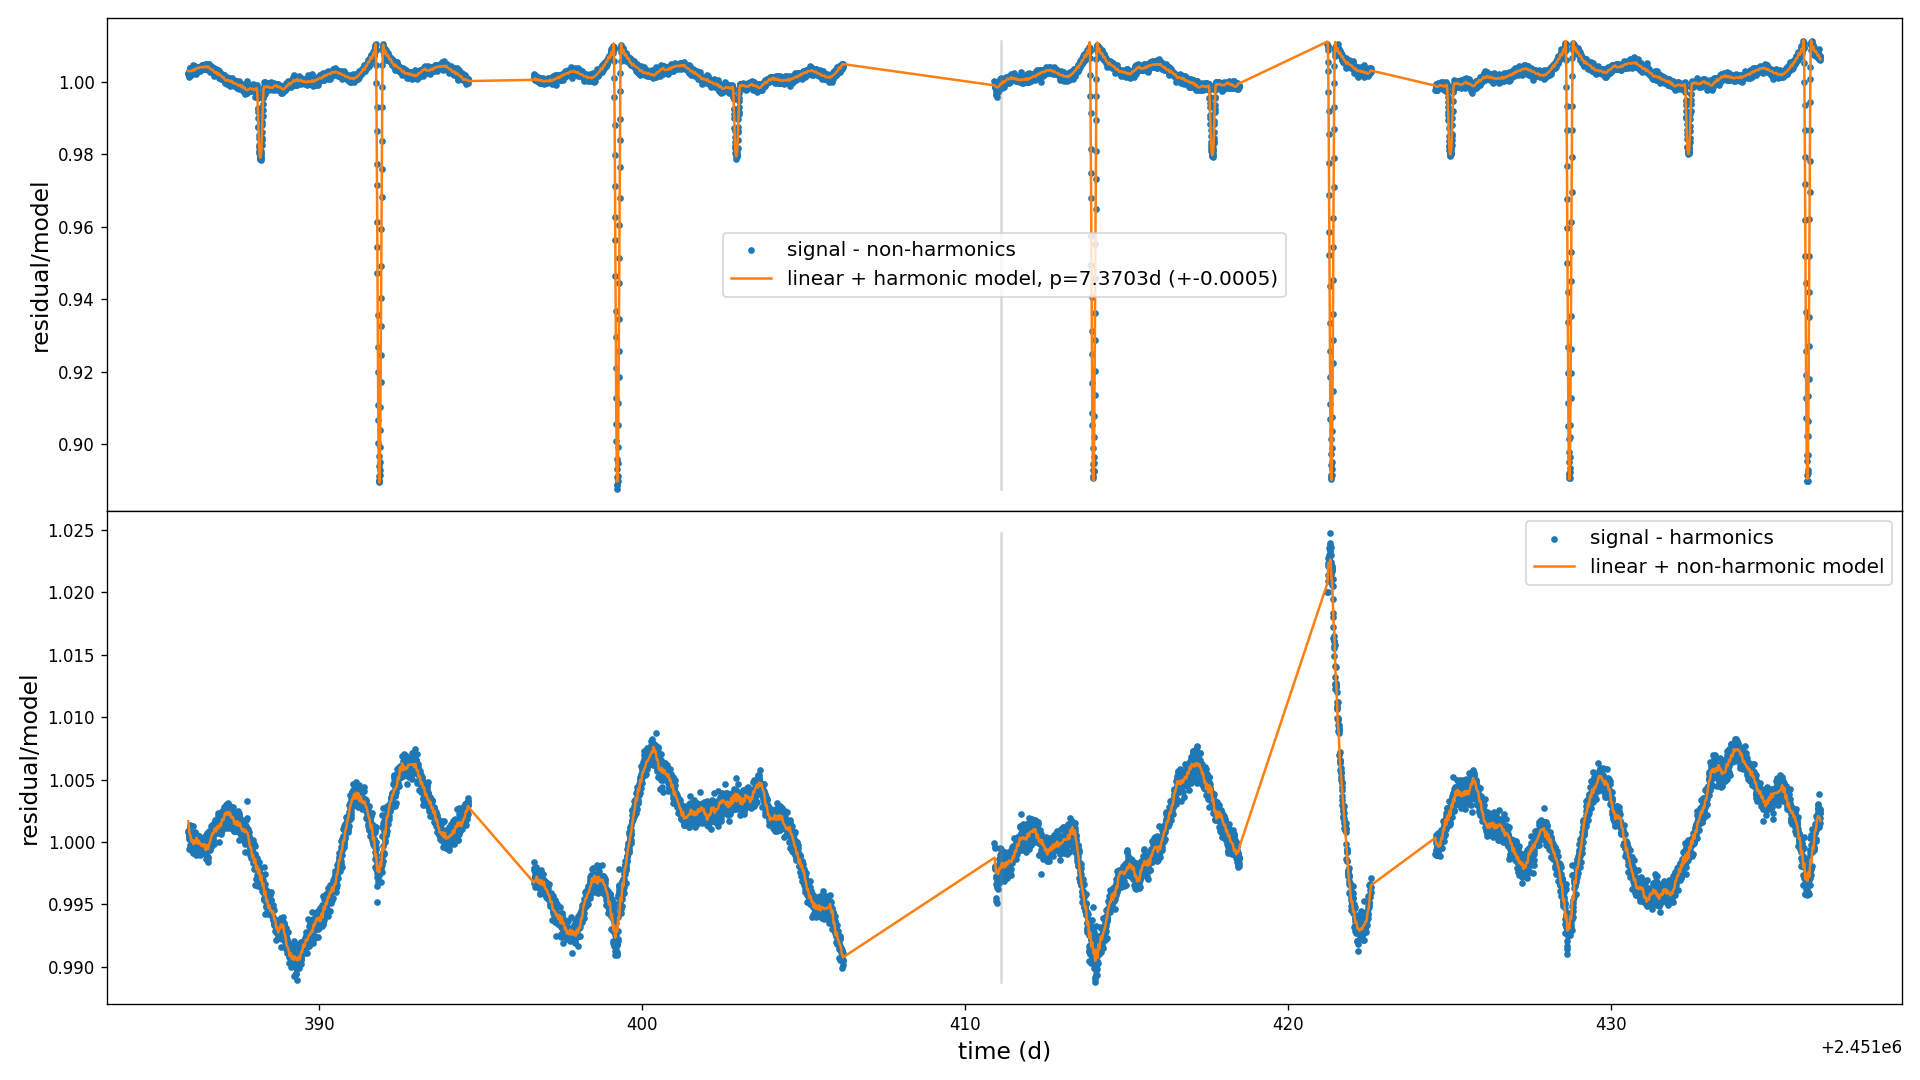 1.00
0.98
0.96
0.94
0.92
0.90
residual/model
signal - non-harmonics
linear + harmonic model, p=7.3703d (+-0.0005)
1.025
1.020
1.015
1.010
1.005
1.000
0.995
0.990
residual/model
signal - harmonics
linear + non-harmonic model
390
400
410
420
430
time (d)
+2.451e6